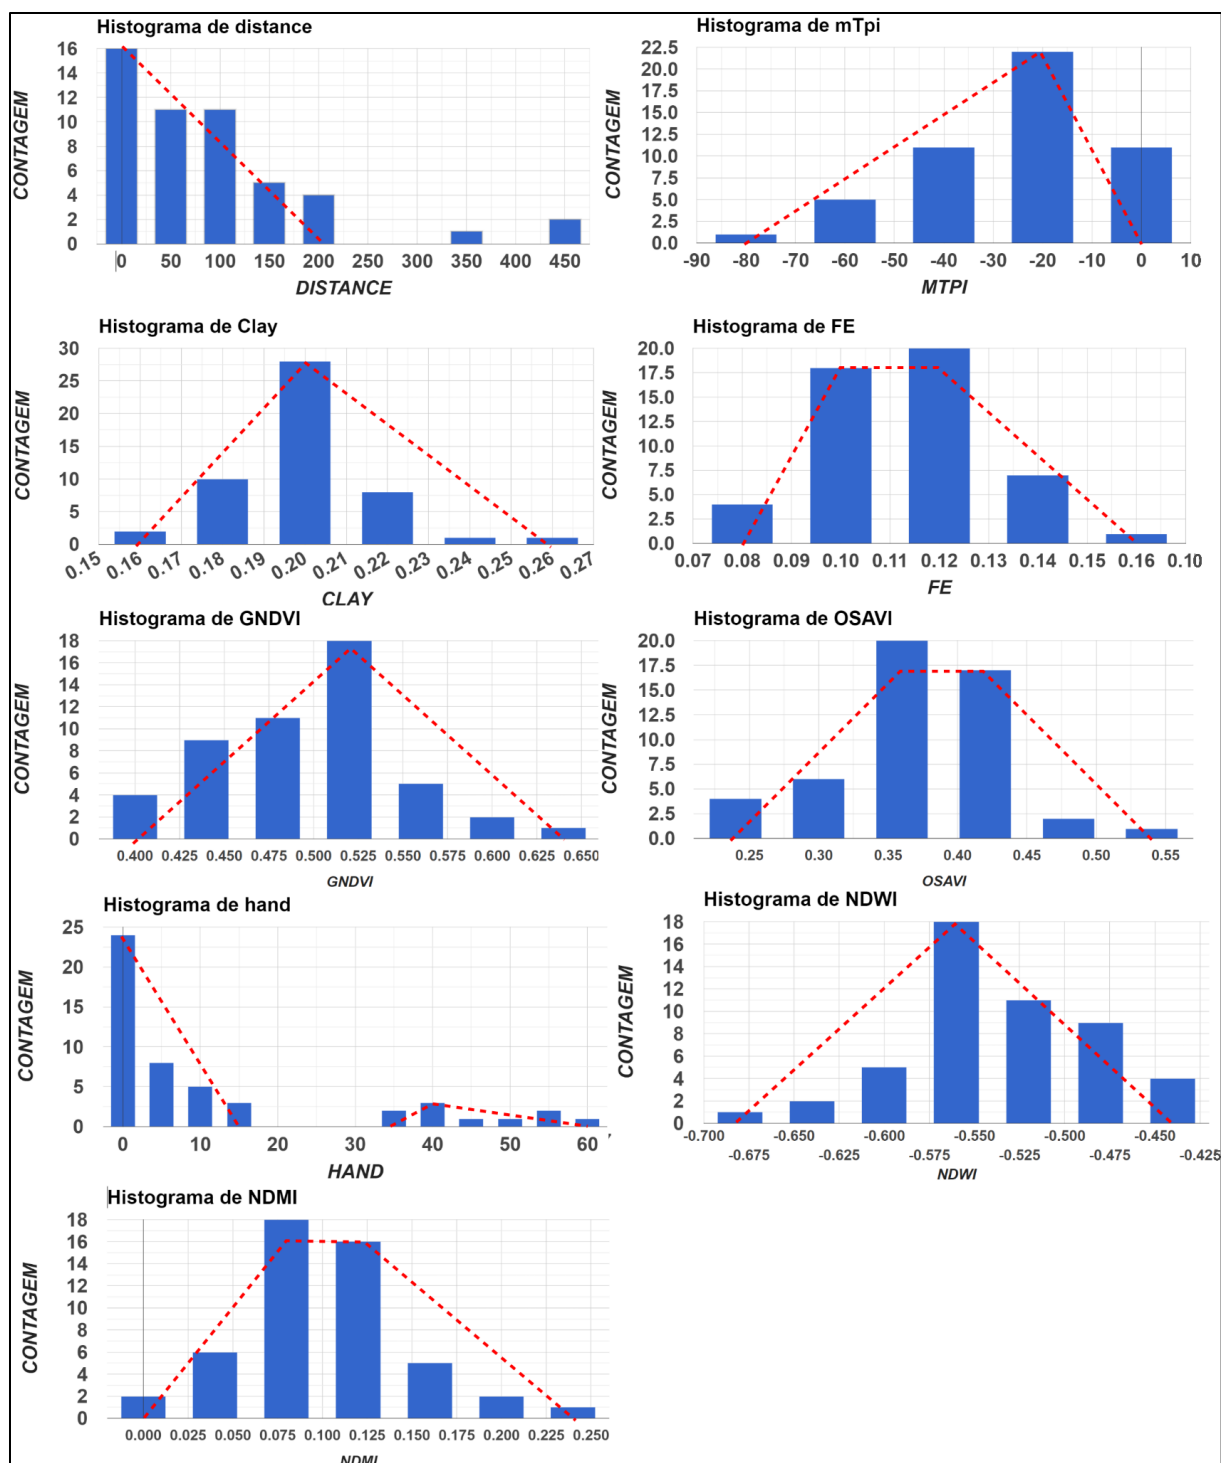 Histograma de distance
CONTAGEM
16
14
12
10
8
6
4
2
0
0 50 100 150 200 250 300 350 400 450
DISTANCE
Histograma de mTpi
CONTAGEM
22.5
20.0
17.5
15.0
12.5
10.0
7.5
5.0
2.5
0.0
-90 -80 -70 -60 -50 -40 -30 -20 -10 0 10
MTPI
Histograma de Clay
CONTAGEM
30
25
20
15
10
5
0
0.15 0.16 0.17 0.18 0.19 0.20 0.21 0.22 0.23 0.24 0.25 0.26 0.27
CLAY
Histograma de FE
CONTAGEM
20.0
17.5
15.0
12.5
10.0
7.5
5.0
2.5
0.0
0.07 0.08 0.09 0.10 0.11 0.12 0.13 0.14 0.15 0.16 0.10
FE
Histograma de GNDVI
CONTAGEM
18
16
14
12
10
8
6
4
2
0
0.400 0.425 0.450 0.475 0.500 0.525 0.550 0.575 0.600 0.625 0.650
GNDVI
Histograma de OSAVI
CONTAGEM
20.0
17.5
15.0
12.5
10.0
7.5
5.0
2.5
0.0
0.25 0.30 0.35 0.40 0.45 0.50 0.55
OSAVI
Histograma de hand
CONTAGEM
25
20
15
10
5
0
0 10 20 30 40 50 60
HAND
Histograma de NDWI
CONTAGEM
18
16
14
12
10
8
6
4
2
0
-0.700 -0.650 -0.600 -0.550 -0.500 -0.450
-0.675 -0.625 -0.575 -0.525 -0.475 -0.425
NDWI
Histograma de NDMI
CONTAGEM
18
16
14
12
10
8
6
4
2
0
0.000 0.025 0.050 0.075 0.100 0.125 0.150 0.175 0.200 0.225 0.250
NDMI